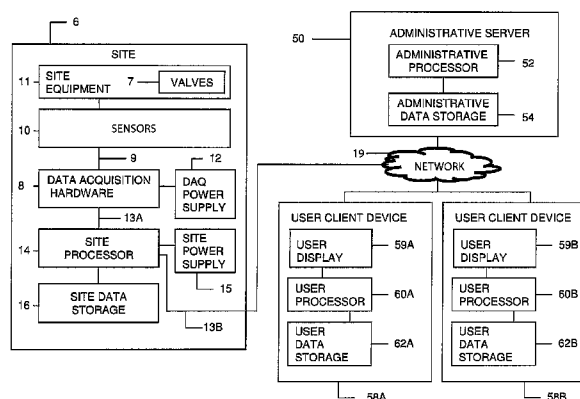 6
SITE
11
SITE
EQUIPMENT
7
VALVES
10
SENSORS
9
12
8
DATA ACQUISITION
HARDWARE
DAQ
POWER
SUPPLY
13A
14
SITE
PROCESSOR
SITE
POWER
SUPPLY
16
SITE DATA
STORAGE
15
13B
50
ADMINISTRATIVE SERVER
ADMINISTRATIVE
PROCESSOR
52
ADMINISTRATIVE
DATA STORAGE
54
19
NETWORK
USER CLIENT DEVICE
USER
DISPLAY
59A
USER
PROCESSOR
60A
USER
DATA
STORAGE
62A
58A
USER CLIENT DEVICE
USER
DISPLAY
59B
USER
PROCESSOR
60B
USER
DATA
STORAGE
62B
58B